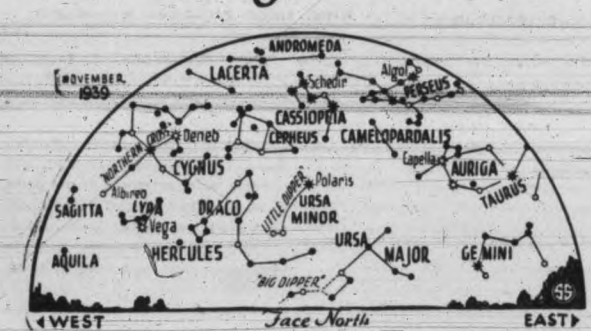 ANDROMEDA
LACERTA
Schedir
Algol
PERSEUS
NOVEMBER
1939
CASSIOPEIA
CEPHEUS
CAMELOPARDALIS
"NORTHERN CROSS"
Deneb
CYGNUS
Capella
AURIGA
TAURUS
Albireo
SAGITTA
LYRA
Vega
DRACO
"LITTLE DIPPER"
Polaris
URSA
MINOR
HERCULES
AQUILA
URSA MAJOR
GEMINI
"BIG DIPPER"
SS
WEST
Face North
EAST